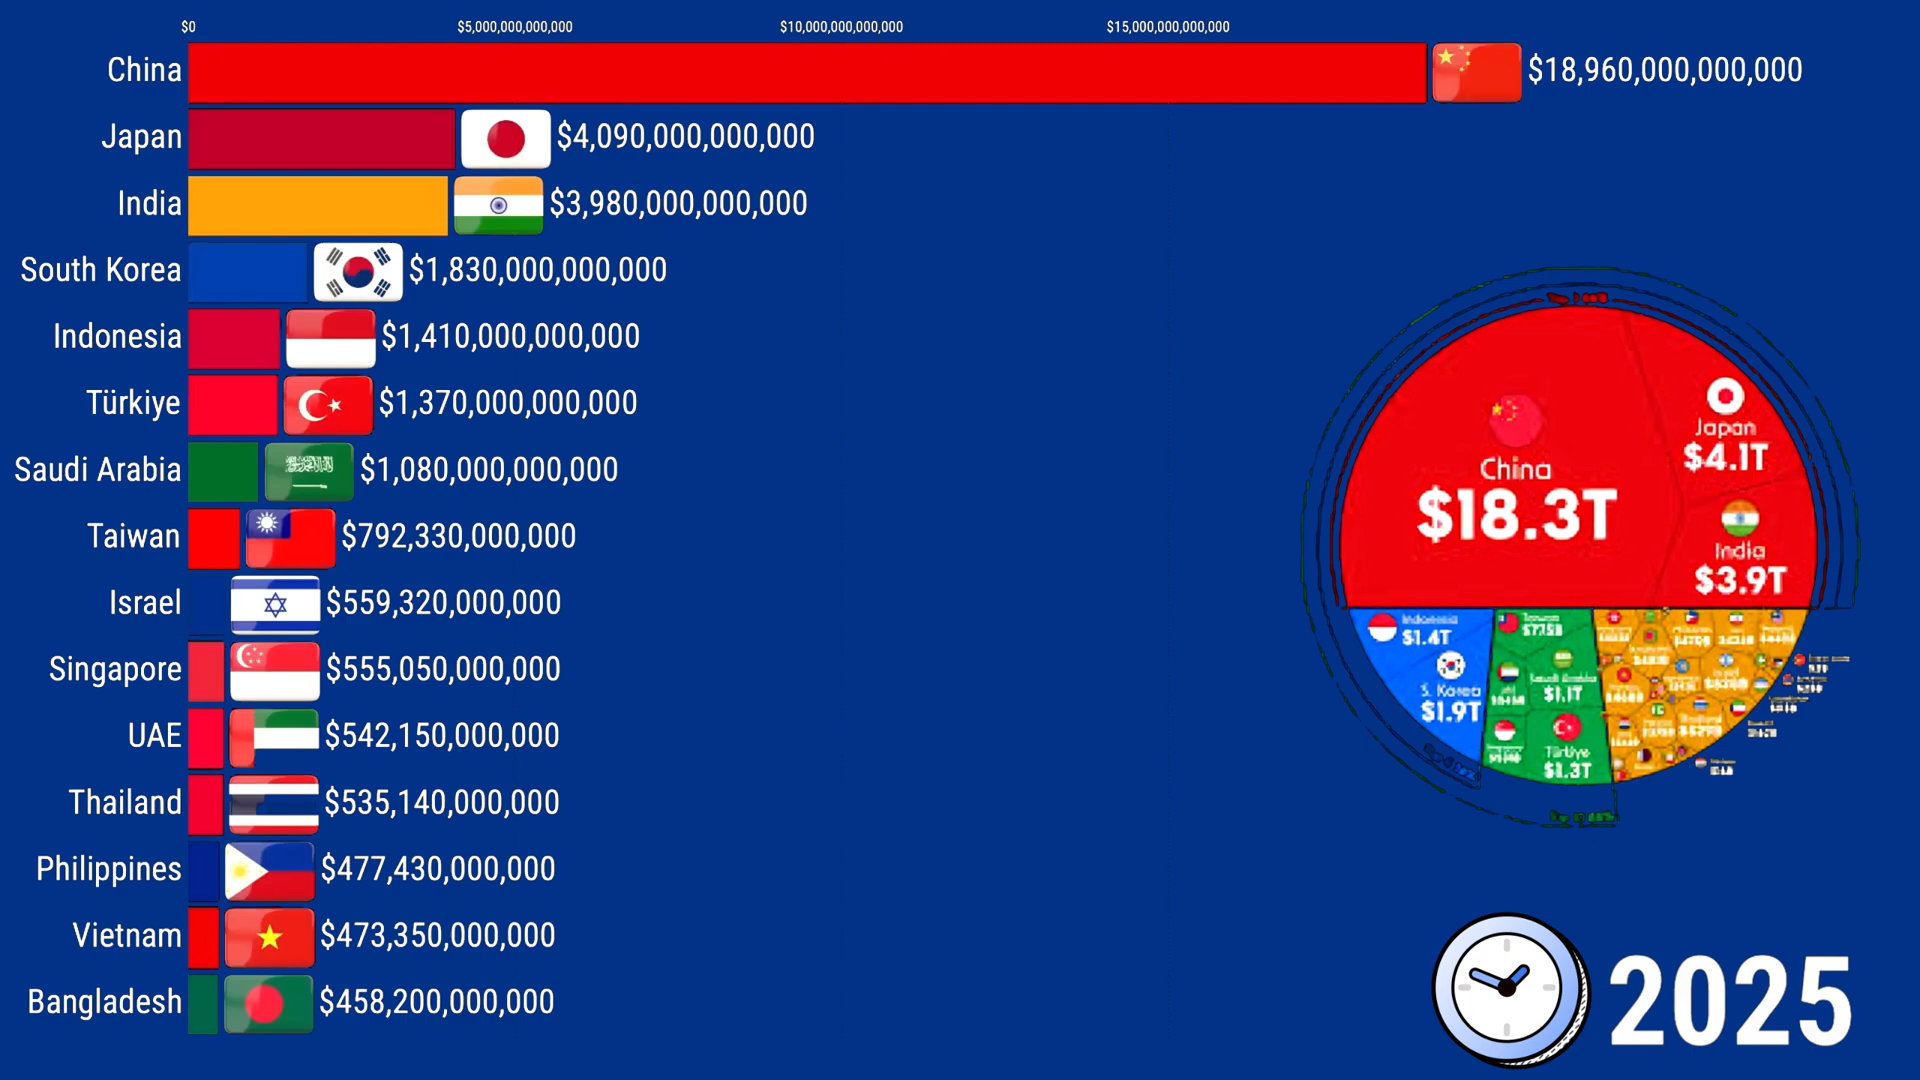 $0 $5,000,000,000,000 $10,000,000,000,000 $15,000,000,000,000
China $18,960,000,000,000
Japan $4,090,000,000,000
India $3,980,000,000,000
South Korea $1,830,000,000,000
Indonesia $1,410,000,000,000
Türkiye $1,370,000,000,000
Saudi Arabia $1,080,000,000,000
Taiwan $792,330,000,000
Israel $559,320,000,000
Singapore $555,050,000,000
UAE $542,150,000,000
Thailand $535,140,000,000
Philippines $477,430,000,000
Vietnam $473,350,000,000
Bangladesh $458,200,000,000
China
$18.3T
Japan
$4.1T
India
$3.9T
Indonesia
$1.4T
S. Korea
$1.9T
Saudi Arabia
$1.1T
Türkiye
$1.3T
2025